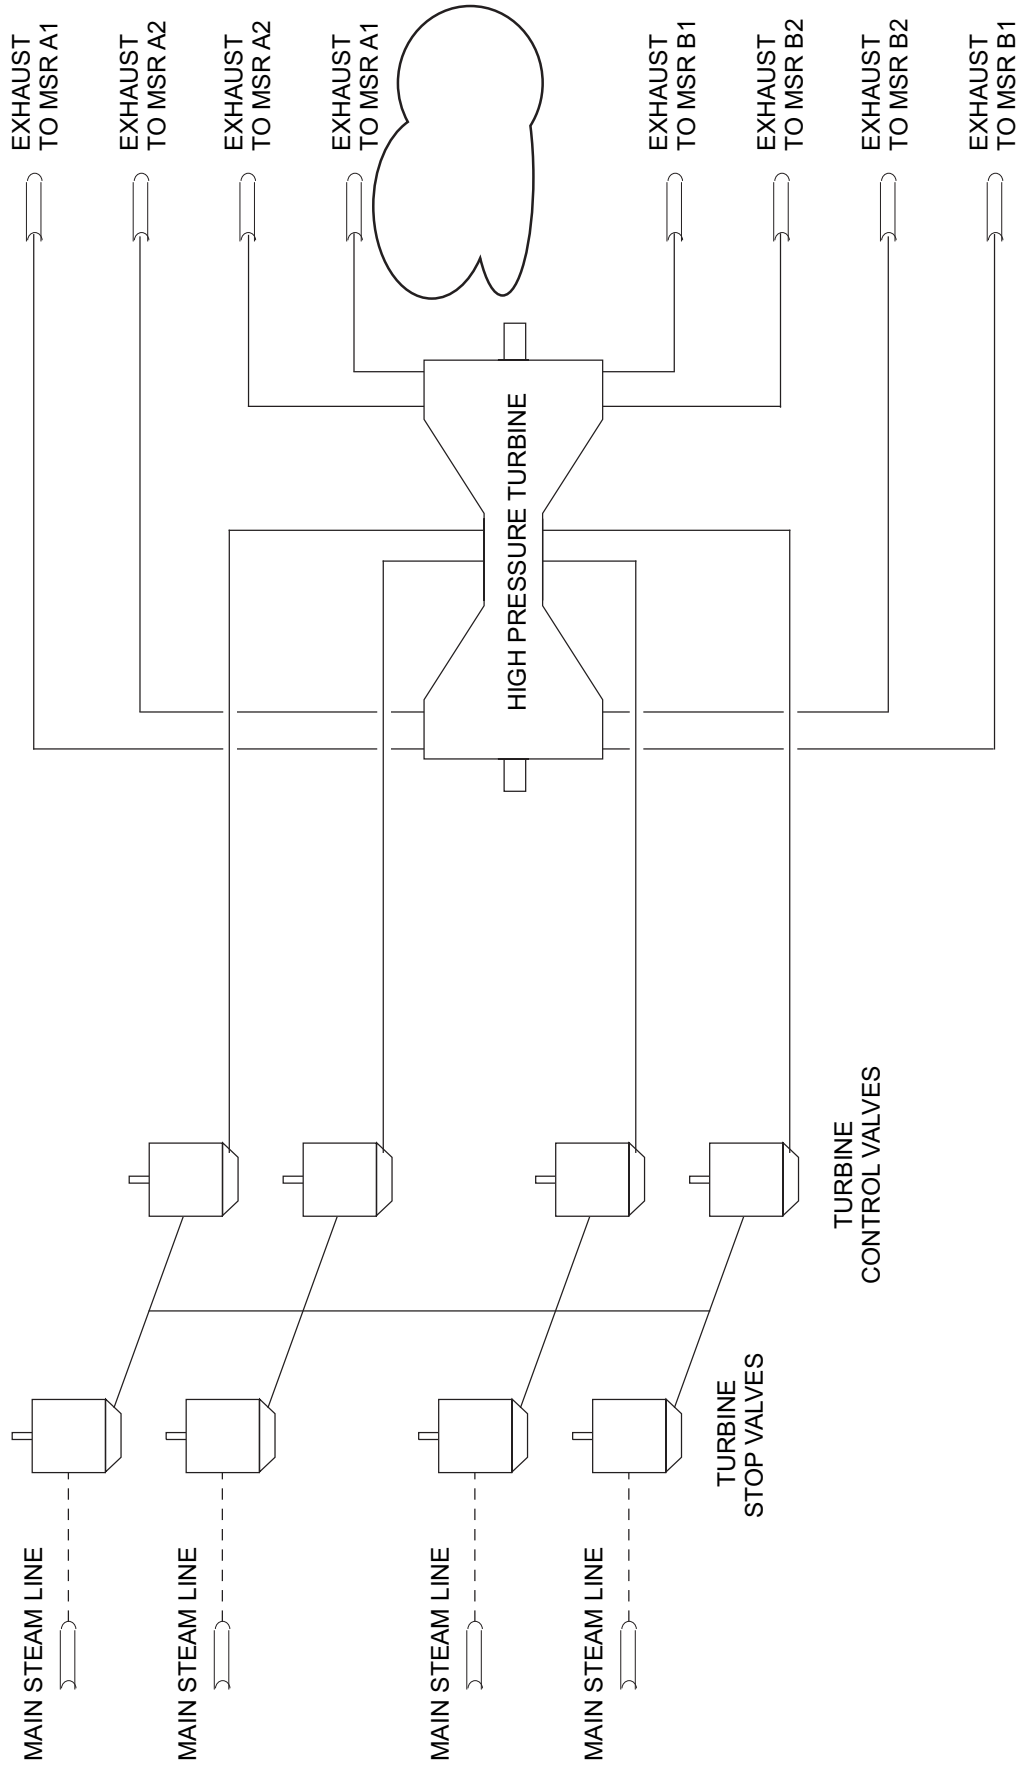 EXHAUST
TO MSR A1
EXHAUST
TO MSR A2
EXHAUST
TO MSR A2
EXHAUST
TO MSR A1
EXHAUST
TO MSR B1
EXHAUST
TO MSR B2
EXHAUST
TO MSR B2
EXHAUST
TO MSR B1
HIGH PRESSURE TURBINE
TURBINE
CONTROL VALVES
TURBINE
STOP VALVES
MAIN STEAM LINE
MAIN STEAM LINE
MAIN STEAM LINE
MAIN STEAM LINE